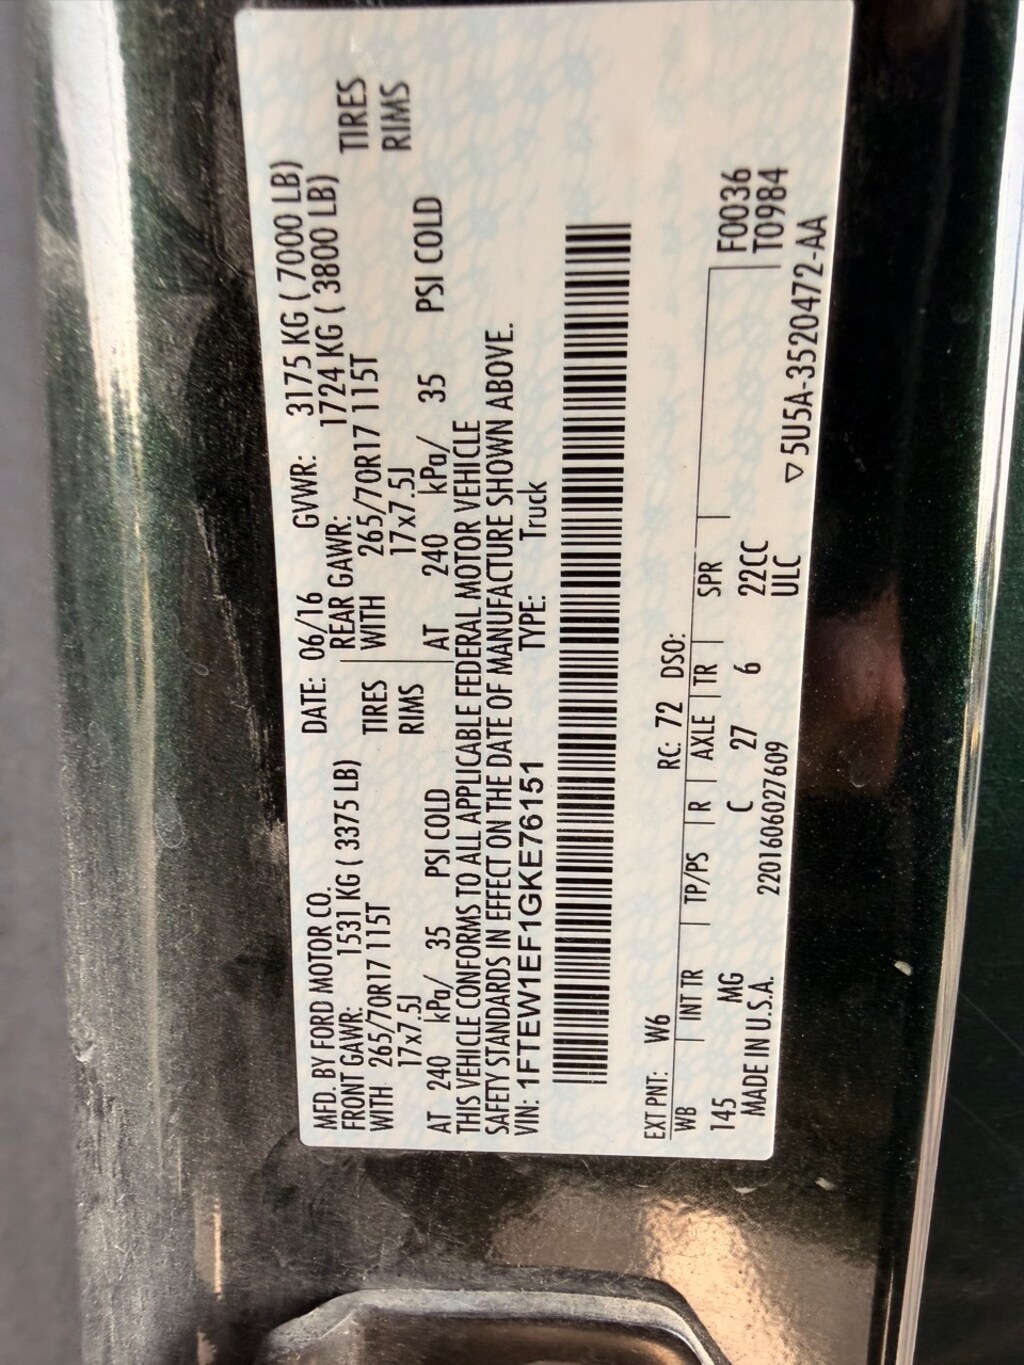 MFD. BY FORD MOTOR CO. DATE: 06/16 GVWR: 3175 KG ( 7000 LB)
FRONT GAWR: 1531 KG ( 3375 LB) REAR GAWR: 1724 KG ( 3800 LB)
WITH 265/70R17 115T TIRES WITH 265/70R17 115T TIRES
17x7.5J RIMS 17x7.5J RIMS
AT 240 kPa/ 35 PSI COLD AT 240 kPa/ 35 PSI COLD
THIS VEHICLE CONFORMS TO ALL APPLICABLE FEDERAL MOTOR VEHICLE
SAFETY STANDARDS IN EFFECT ON THE DATE OF MANUFACTURE SHOWN ABOVE.
VIN: 1FTEW1EF1GKE76151 TYPE: Truck
EXT PNT: W6 RC: 72 DSO:
WB INT TR TP/PS R AXLE TR SPR F0036
145 MG C 27 6 22CC T0984
MADE IN U.S.A. 220160606027609 ULC
▽5U5A-3520472-AA